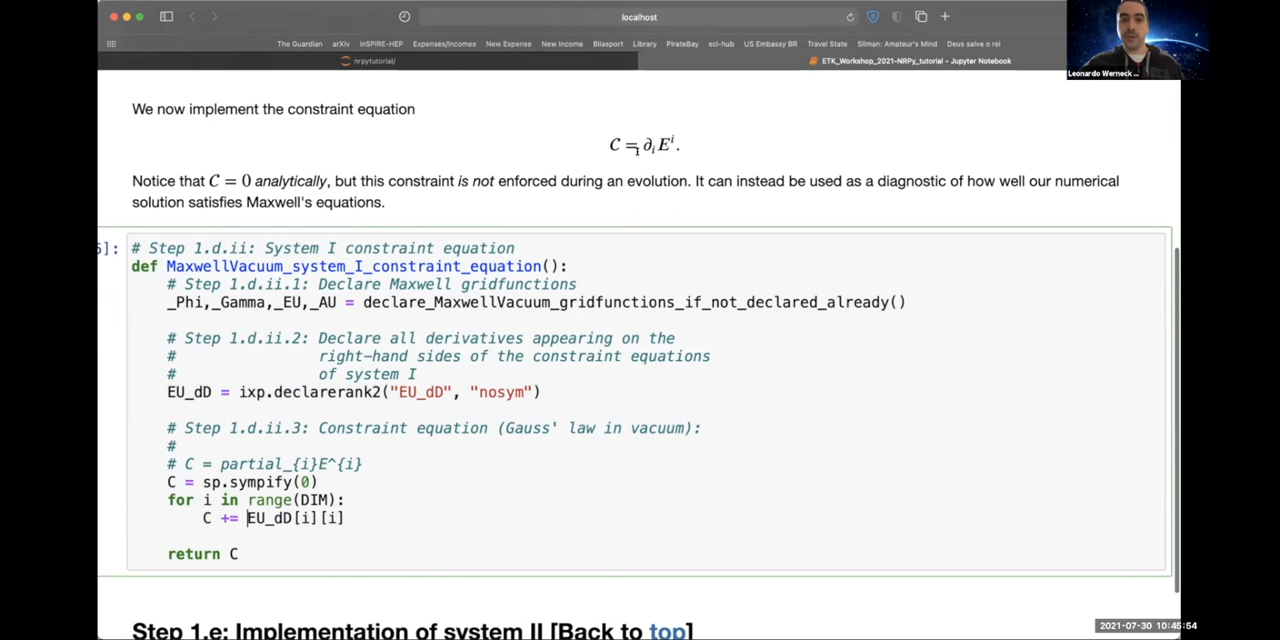 localhost
The Guardian arXiv inSPIRE-HEP Expenses/Incomes New Expense New Income Bilasport Library PirateBay sci-hub US Embassy BR Travel State Silman: Amateur's Mind Deus salve o rei
nrpytutorial/ ETK_Workshop_2021-NRPy_tutorial - Jupyter Notebook
Leonardo Werneck ...
We now implement the constraint equation
C = ∂ᵢEⁱ.
Notice that C = 0 analytically, but this constraint is not enforced during an evolution. It can instead be used as a diagnostic of how well our numerical
solution satisfies Maxwell's equations.
]: # Step 1.d.ii: System I constraint equation
def MaxwellVacuum_system_I_constraint_equation():
# Step 1.d.ii.1: Declare Maxwell gridfunctions
_Phi,_Gamma,_EU,_AU = declare_MaxwellVacuum_gridfunctions_if_not_declared_already()
# Step 1.d.ii.2: Declare all derivatives appearing on the
# right-hand sides of the constraint equations
# of system I
EU_dD = ixp.declarerank2("EU_dD", "nosym")
# Step 1.d.ii.3: Constraint equation (Gauss' law in vacuum):
#
# C = partial_{i}E^{i}
C = sp.sympify(0)
for i in range(DIM):
C += EU_dD[i][i]
return C
Step 1.e: Implementation of system II [Back to top]
2021-07-30 10:45:54